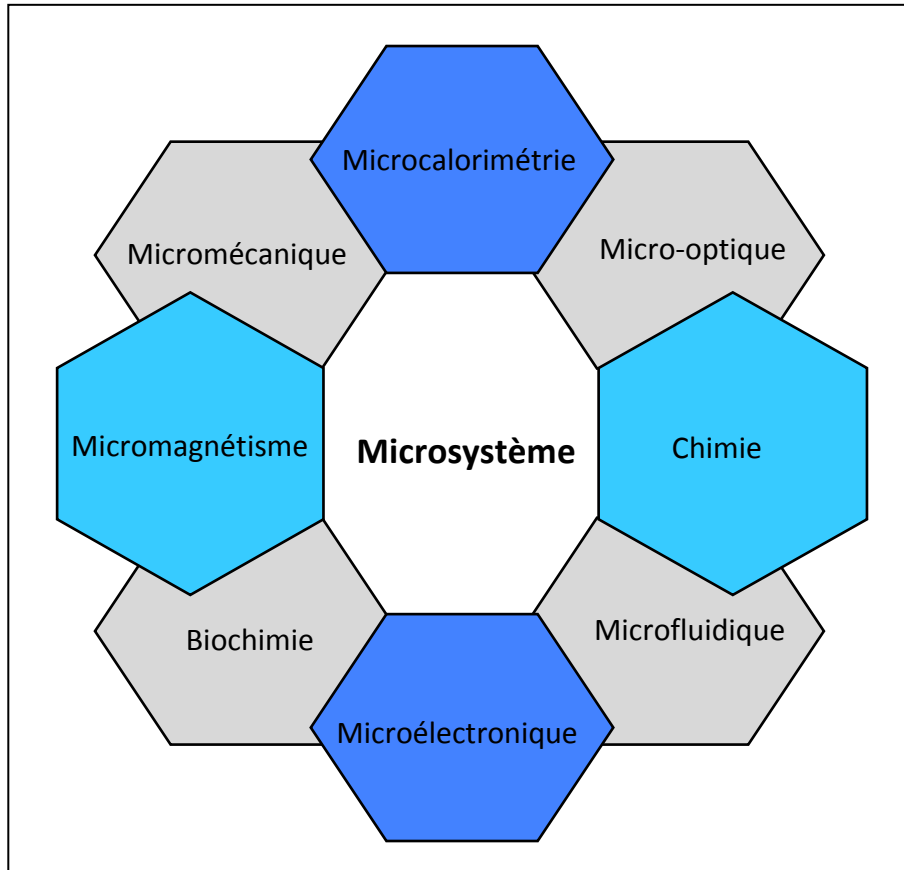 Microcalorimétrie
Micromécanique
Micro-optique
Micromagnétisme
Microsystème
Chimie
Biochimie
Microfluidique
Microélectronique